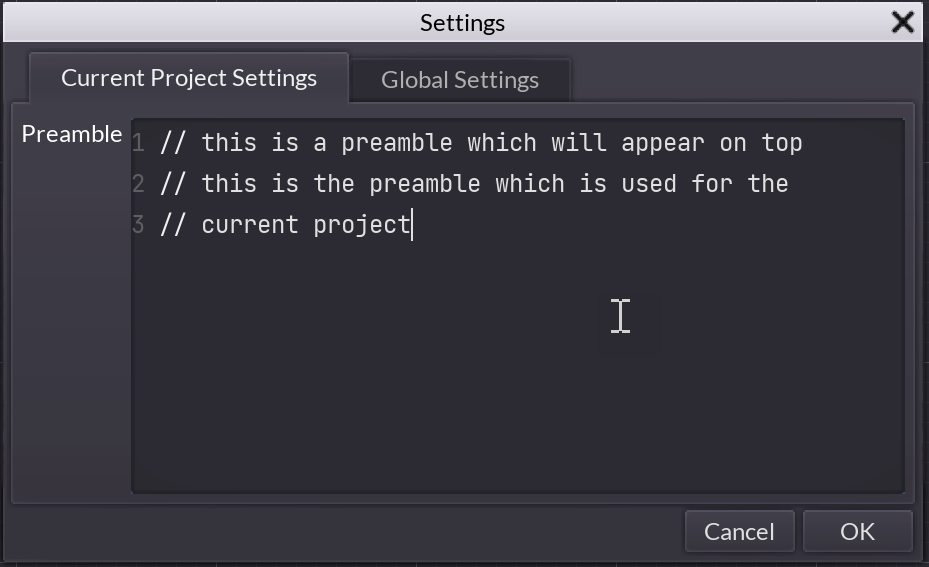 Settings
Current Project Settings
Global Settings
Preamble
1 // this is a preamble which will appear on top
2 // this is the preamble which is used for the
3 // current project
Cancel
OK